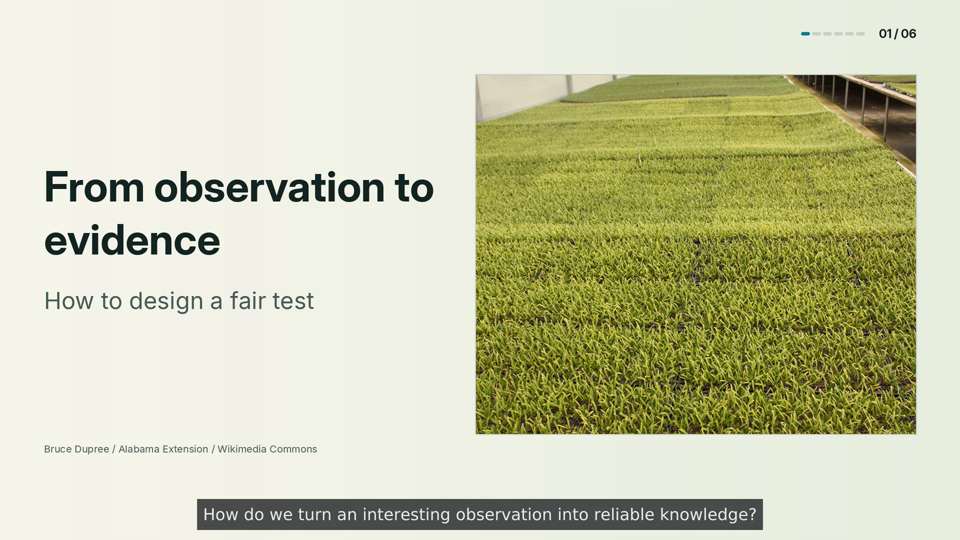 01 / 06
From observation to
evidence
How to design a fair test
Bruce Dupree / Alabama Extension / Wikimedia Commons
How do we turn an interesting observation into reliable knowledge?